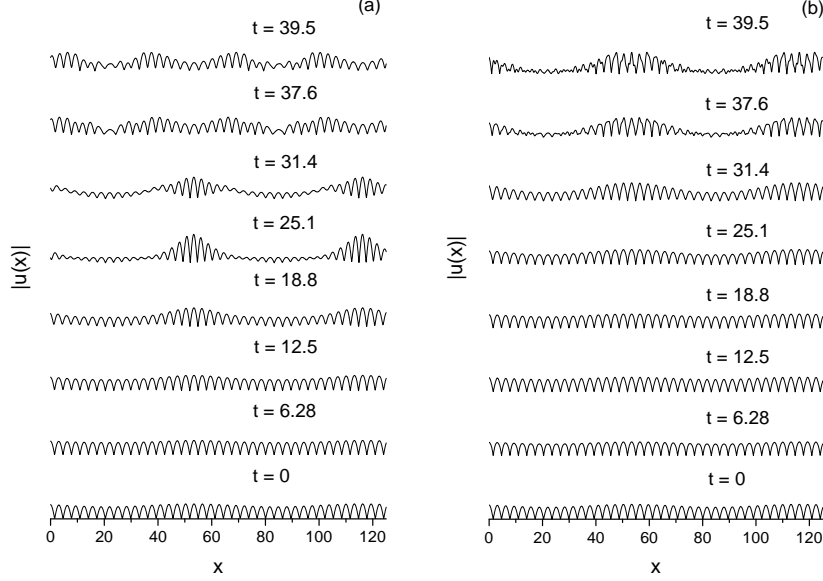 (a)
t = 39.5
t = 37.6
t = 31.4
t = 25.1
t = 18.8
t = 12.5
t = 6.28
t = 0
|u(x)|
0 20 40 60 80 100 120
x
(b)
t = 39.5
t = 37.6
t = 31.4
t = 25.1
t = 18.8
t = 12.5
t = 6.28
t = 0
|u(x)|
0 20 40 60 80 100 120
x